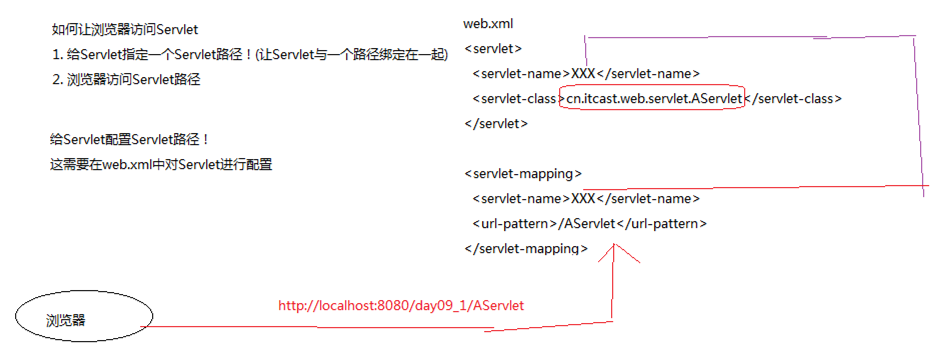 如何让浏览器访问Servlet
1. 给Servlet指定一个Servlet路径！(让Servlet与一个路径绑定在一起)
2. 浏览器访问Servlet路径
给Servlet配置Servlet路径！
这需要在web.xml中对Servlet进行配置
web.xml
<servlet>
<servlet-name>XXX</servlet-name>
<servlet-class>cn.itcast.web.servlet.AServlet</servlet-class>
</servlet>
<servlet-mapping>
<servlet-name>XXX</servlet-name>
<url-pattern>/AServlet</url-pattern>
</servlet-mapping>
http://localhost:8080/day09_1/AServlet
浏览器